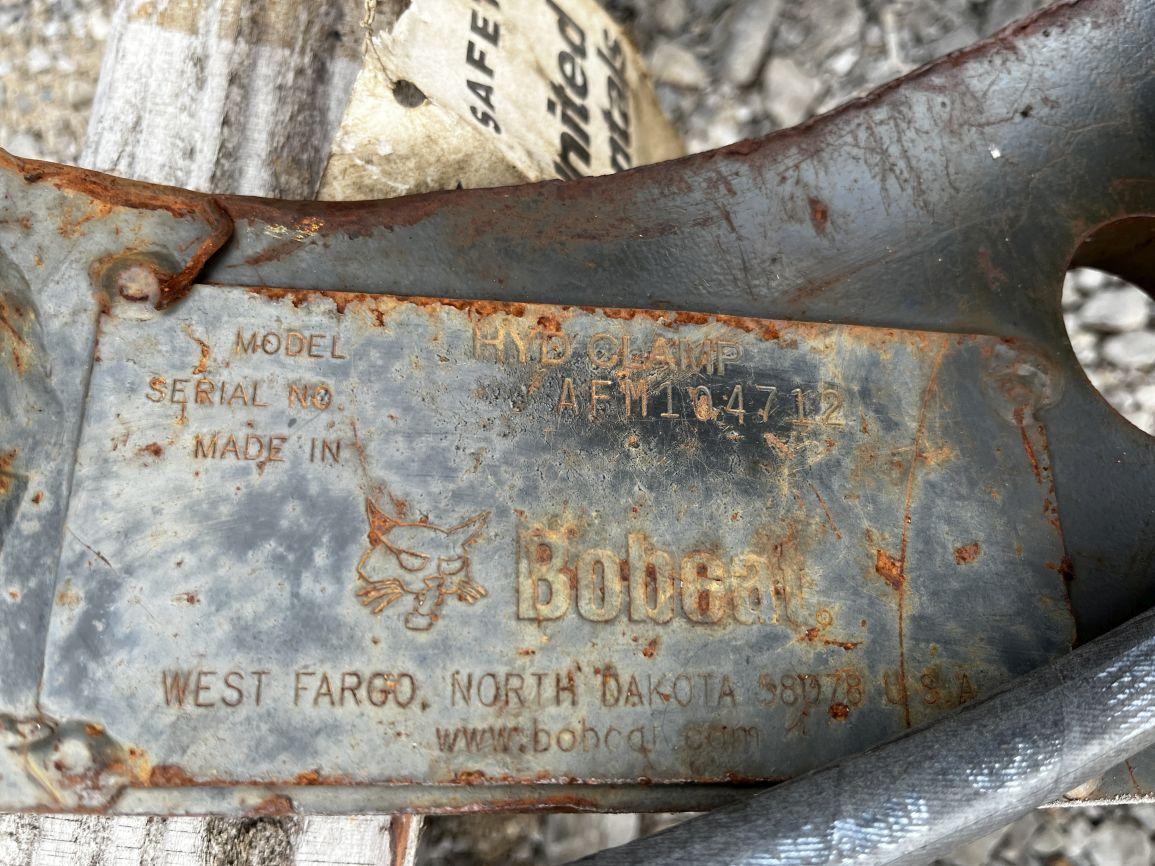 SAFE
United
ntals
MODEL HYD CLAMP
SERIAL NO. AFM104712
MADE IN
Bobcat®
WEST FARGO, NORTH DAKOTA 58078 U.S.A
www.bobcat.com